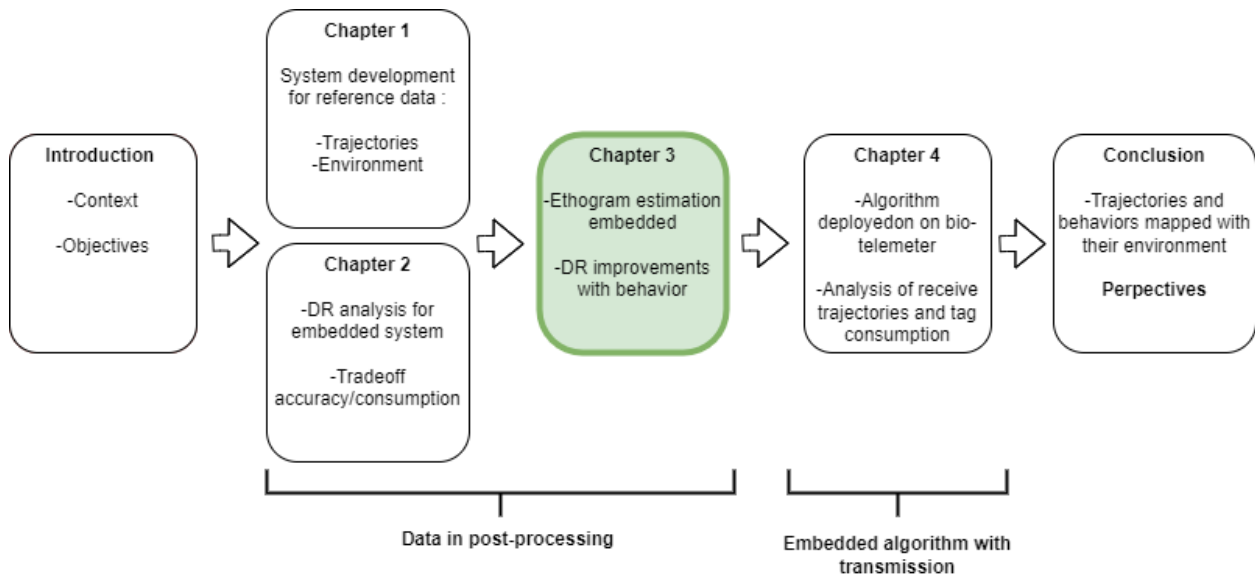 Introduction
-Context
-Objectives
Chapter 1
System development
for reference data :
-Trajectories
-Environment
Chapter 2
-DR analysis for
embedded system
-Tradeoff
accuracy/consumption
Chapter 3
-Ethogram estimation
embedded
-DR improvements
with behavior
Chapter 4
-Algorithm
deployedon on bio-
telemeter
-Analysis of receive
trajectories and tag
consumption
Conclusion
-Trajectories and
behaviors mapped with
their environment
Perpectives
Data in post-processing
Embedded algorithm with
transmission